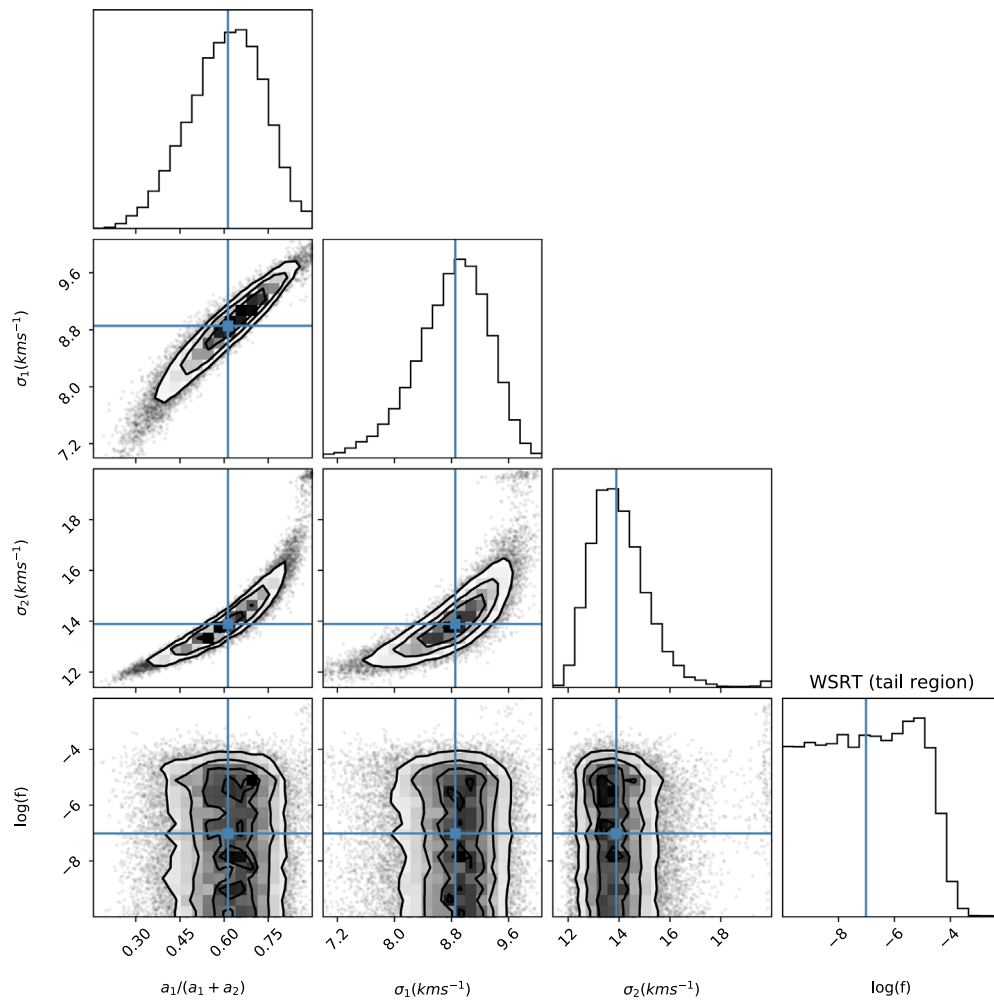 9.6
8.8
8.0
7.2
σ₁(kms⁻¹)
18
16
14
12
σ₂(kms⁻¹)
WSRT (tail region)
−4
−6
−8
log(f)
0.30 0.45 0.60 0.75
7.2 8.0 8.8 9.6
12 14 16 18
−8 −6 −4
a₁/(a₁ + a₂)
σ₁(kms⁻¹)
σ₂(kms⁻¹)
log(f)